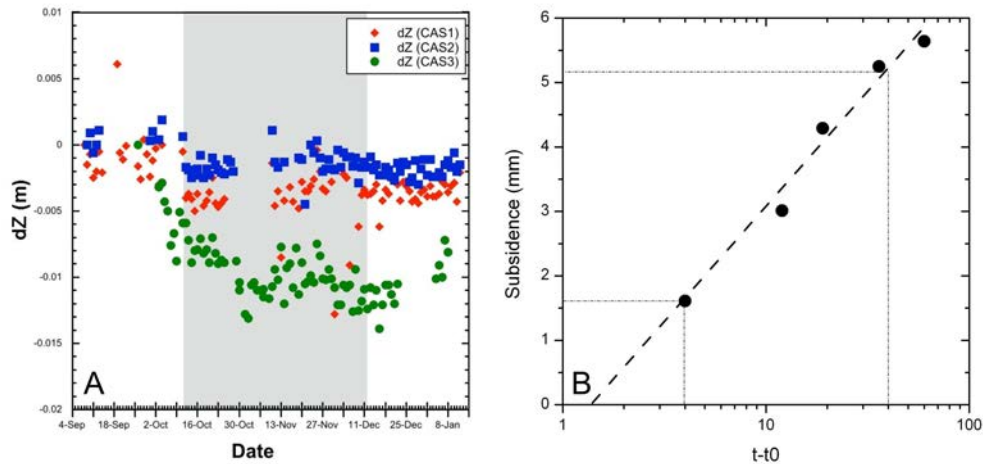 0.01
0.005
0
-0.005
-0.01
-0.015
-0.02
dZ (m)
dZ (CAS1)
dZ (CAS2)
dZ (CAS3)
A
4-Sep 18-Sep 2-Oct 16-Oct 30-Oct 13-Nov 27-Nov 11-Dec 25-Dec 8-Jan
Date
6
5
4
3
2
1
0
Subsidence (mm)
B
1 10 100
t-t0